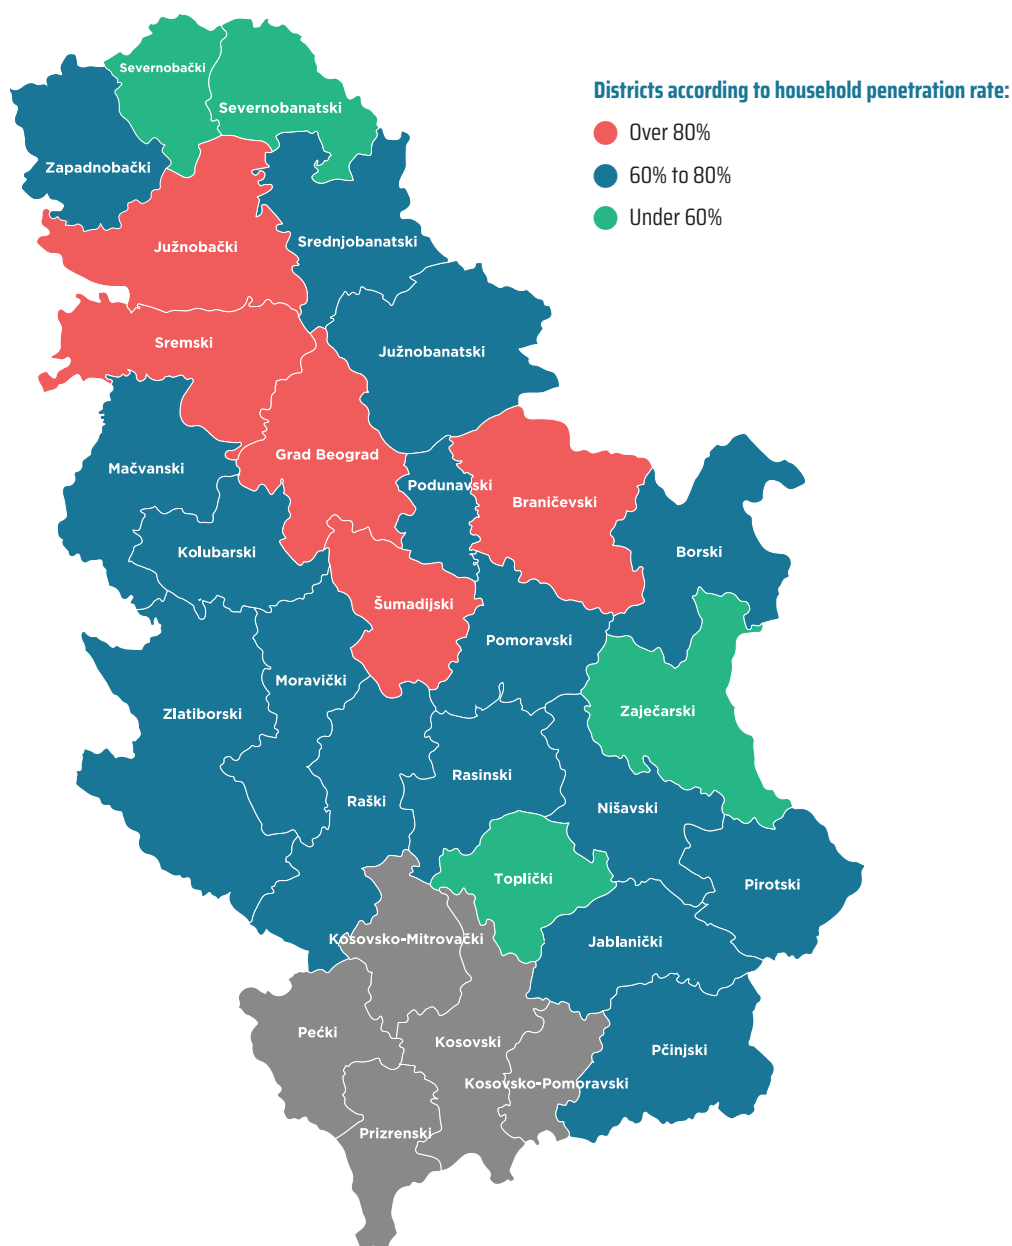 Severnobački
Severnobanatski
Districts according to household penetration rate:
Over 80%
60% to 80%
Under 60%
Zapadnobački
Južnobački
Srednjobanatski
Sremski
Južnobanatski
Mačvanski
Grad Beograd
Podunavski
Braničevski
Kolubarski
Borski
Šumadijski
Pomoravski
Moravički
Zlatiborski
Zaječarski
Rasinski
Raški
Nišavski
Toplički
Pirotski
Kosovsko-Mitrovački
Jablanički
Pećki
Kosovski
Pčinjski
Kosovsko-Pomoravski
Prizrenski